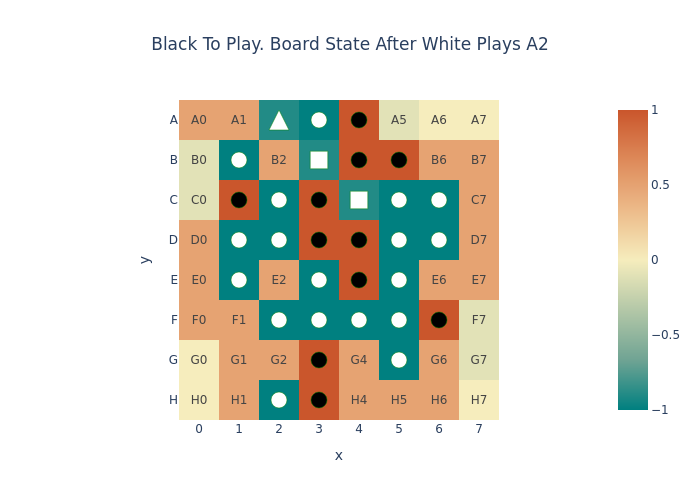 Black To Play. Board State After White Plays A2
A A0 A1 A5 A6 A7 1
B B0 B2 B6 B7 0.5
C C0 C7
D D0 D7
y
E E0 E2 E6 E7 0
F F0 F1 F7 −0.5
G G0 G1 G2 G4 G6 G7
H H0 H1 H4 H5 H6 H7 −1
0 1 2 3 4 5 6 7
x